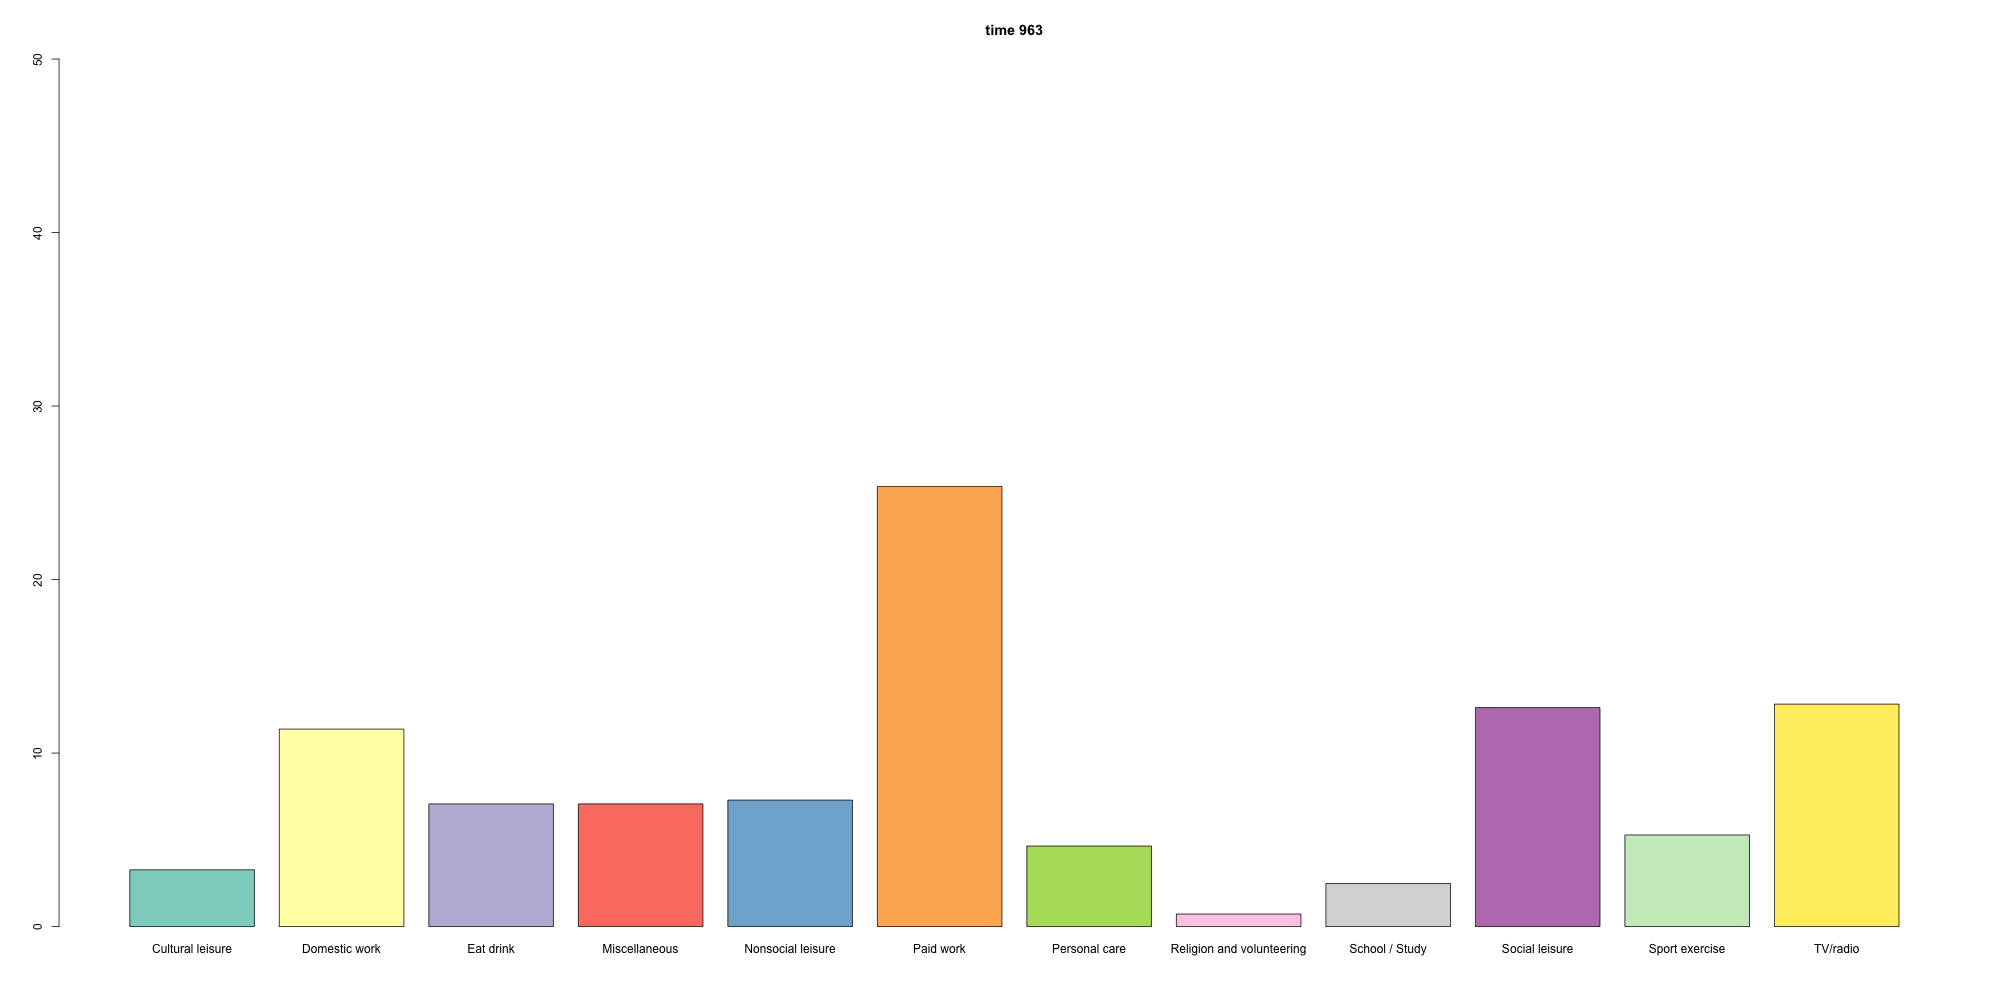 time 963
50
40
30
20
10
0
Cultural leisure
Domestic work
Eat drink
Miscellaneous
Nonsocial leisure
Paid work
Personal care
Religion and volunteering
School / Study
Social leisure
Sport exercise
TV/radio